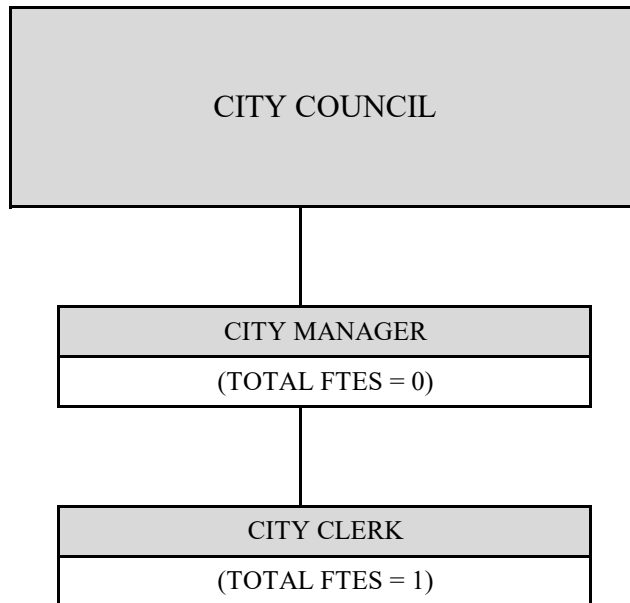 CITY COUNCIL
CITY MANAGER
(TOTAL FTES = 0)
CITY CLERK
(TOTAL FTES = 1)